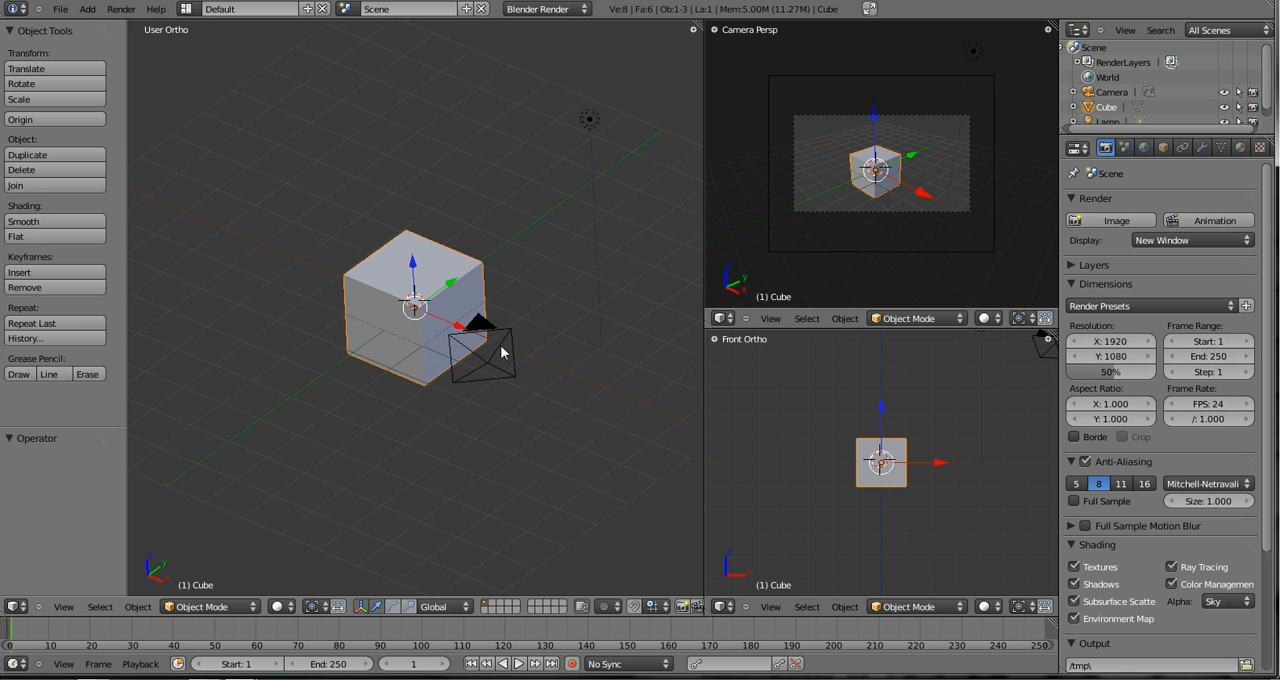 File Add Render Help Default Scene Blender Render Ve:8 | Fa:6 | Ob:1-3 | La:1 | Mem:5.00M (11.27M) | Cube
Object Tools
Transform:
Translate
Rotate
Scale
Origin
Object:
Duplicate
Delete
Join
Shading:
Smooth
Flat
Keyframes:
Insert
Remove
Repeat:
Repeat Last
History...
Grease Pencil:
Draw Line Erase
Operator
User Ortho
z
y
x
(1) Cube
View Select Object Object Mode Global
Camera Persp
z
y
x
(1) Cube
View Select Object Object Mode
Front Ortho
z
x
(1) Cube
View Select Object Object Mode
View Search All Scenes
Scene
RenderLayers |
World
Camera |
Cube |
Lamp |
Scene
Render
Image Animation
Display: New Window
Layers
Dimensions
Render Presets
Resolution: Frame Range:
X: 1920 Start: 1
Y: 1080 End: 250
50% Step: 1
Aspect Ratio: Frame Rate:
X: 1.000 FPS: 24
Y: 1.000 /: 1.000
Borde Crop
Anti-Aliasing
5 8 11 16 Mitchell-Netravali
Full Sample Size: 1.000
Full Sample Motion Blur
Shading
Textures Ray Tracing
Shadows Color Managemen
Subsurface Scatte Alpha: Sky
Environment Map
Output
/tmp\
0 10 20 30 40 50 60 70 80 90 100 110 120 130 140 150 160 170 180 190 200 210 220 230 240 250
View Frame Playback Start: 1 End: 250 1 No Sync